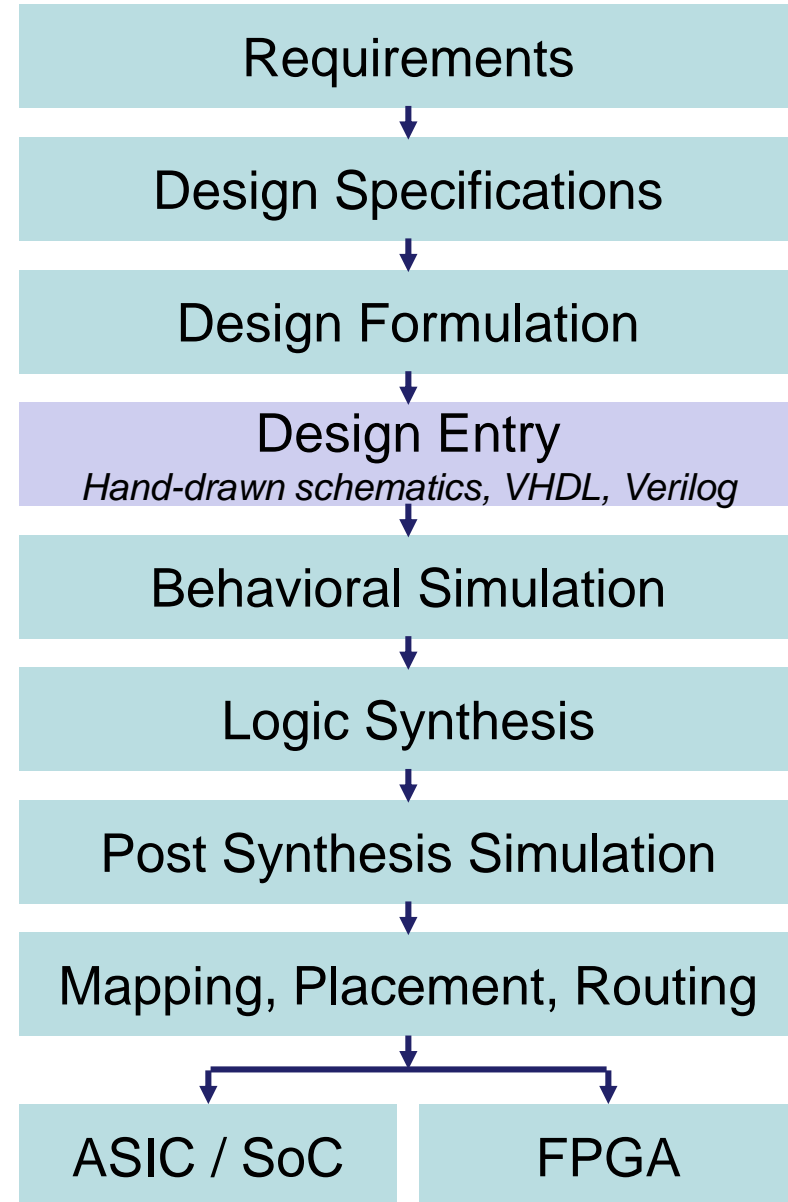 Requirements
Design Specifications
Design Formulation
Design Entry
Hand-drawn schematics, VHDL, Verilog
Behavioral Simulation
Logic Synthesis
Post Synthesis Simulation
Mapping, Placement, Routing
ASIC / SoC
FPGA